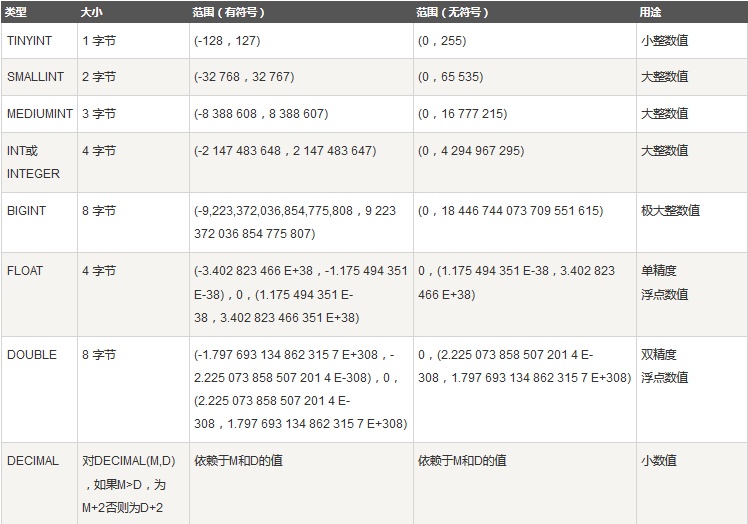 类型 大小 范围（有符号） 范围（无符号） 用途
TINYINT 1 字节 (-128，127) (0，255) 小整数值
SMALLINT 2 字节 (-32 768，32 767) (0，65 535) 大整数值
MEDIUMINT 3 字节 (-8 388 608，8 388 607) (0，16 777 215) 大整数值
INT或 4 字节 (-2 147 483 648，2 147 483 647) (0，4 294 967 295) 大整数值
INTEGER
BIGINT 8 字节 (-9,223,372,036,854,775,808，9 223 (0，18 446 744 073 709 551 615) 极大整数值
372 036 854 775 807)
FLOAT 4 字节 (-3.402 823 466 E+38，-1.175 494 351 0，(1.175 494 351 E-38，3.402 823 单精度
E-38)，0，(1.175 494 351 E- 466 E+38) 浮点数值
38，3.402 823 466 351 E+38)
DOUBLE 8 字节 (-1.797 693 134 862 315 7 E+308，- 0，(2.225 073 858 507 201 4 E- 双精度
2.225 073 858 507 201 4 E-308)，0， 308，1.797 693 134 862 315 7 E+308) 浮点数值
(2.225 073 858 507 201 4 E-
308，1.797 693 134 862 315 7 E+308)
DECIMAL 对DECIMAL(M,D) 依赖于M和D的值 依赖于M和D的值 小数值
，如果M>D，为
M+2否则为D+2